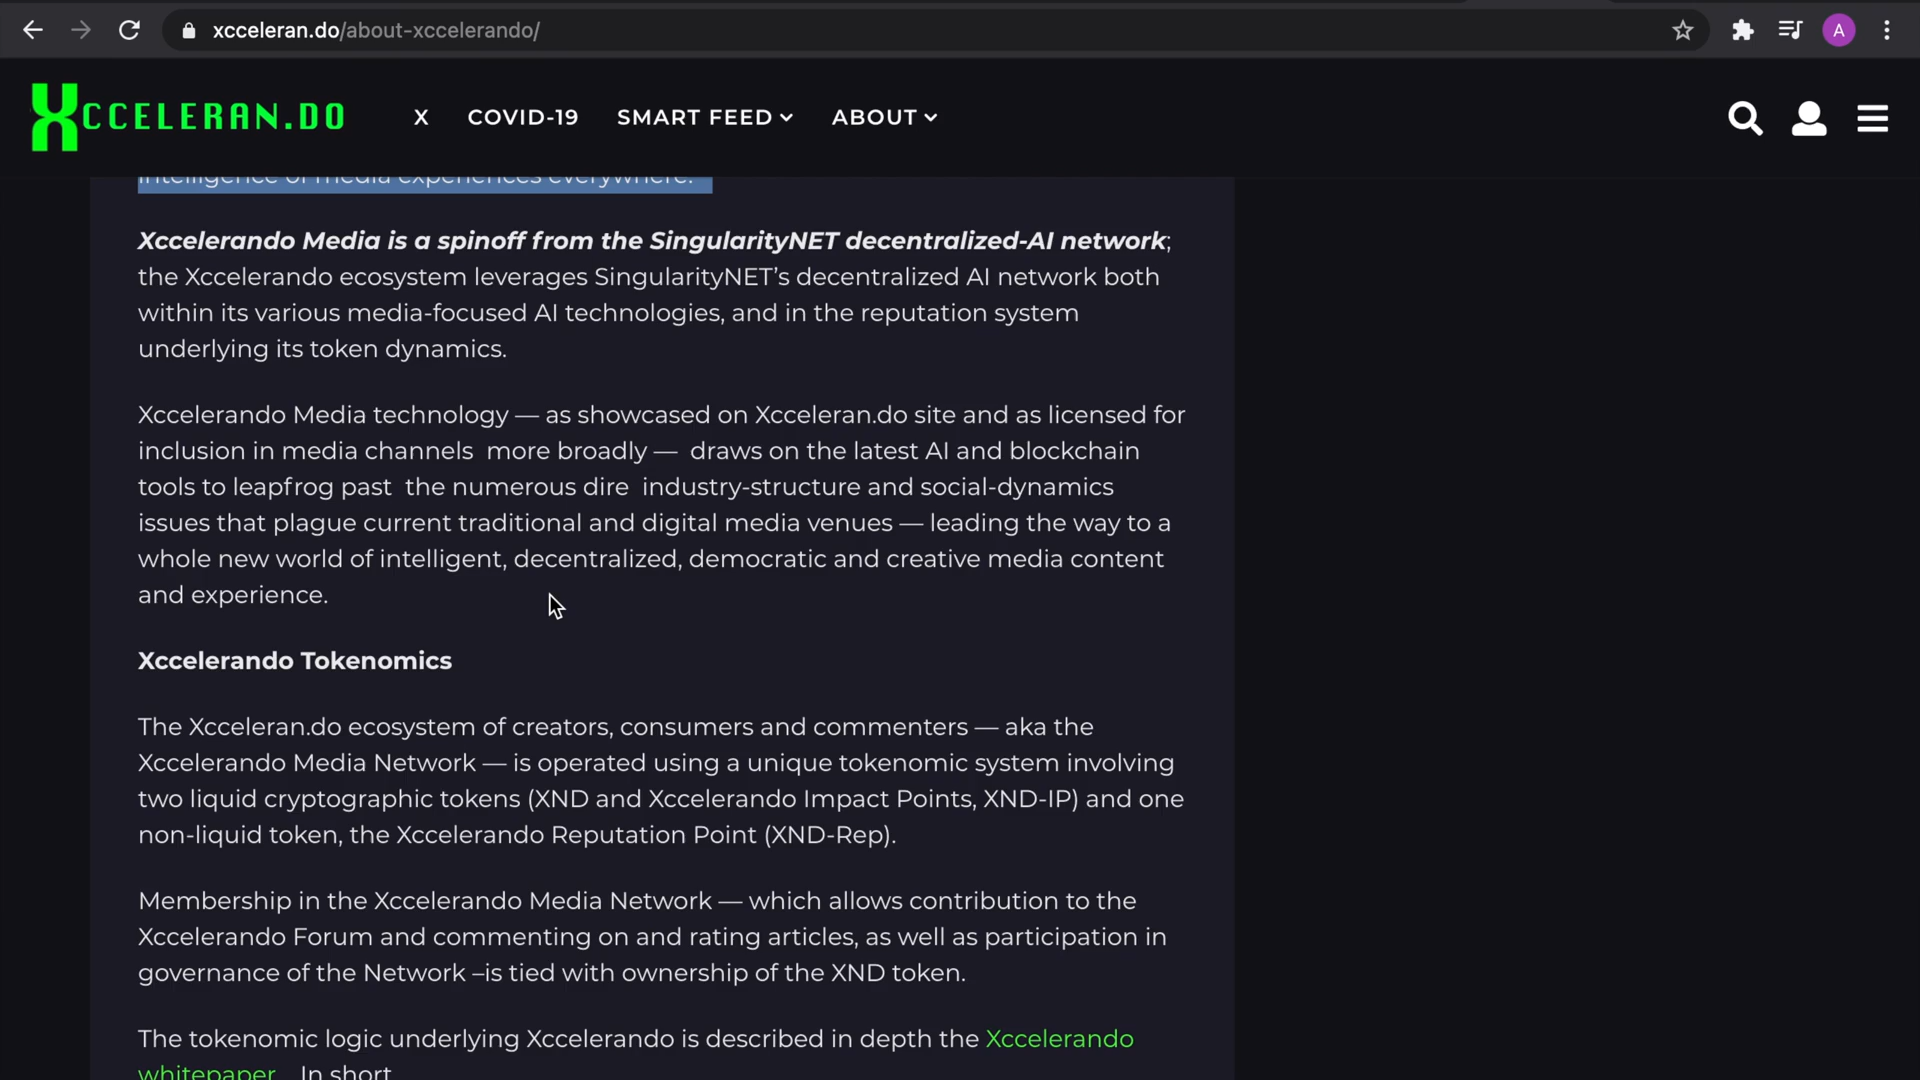 xcceleran.do/about-xccelerando/
A
XCCELERAN.DO
X COVID-19 SMART FEED ABOUT
intelligence of media experiences everywhere.
Xccelerando Media is a spinoff from the SingularityNET decentralized-AI network;
the Xccelerando ecosystem leverages SingularityNET’s decentralized AI network both
within its various media-focused AI technologies, and in the reputation system
underlying its token dynamics.
Xccelerando Media technology — as showcased on Xcceleran.do site and as licensed for
inclusion in media channels  more broadly —  draws on the latest AI and blockchain
tools to leapfrog past  the numerous dire  industry-structure and social-dynamics
issues that plague current traditional and digital media venues — leading the way to a
whole new world of intelligent, decentralized, democratic and creative media content
and experience.
Xccelerando Tokenomics
The Xcceleran.do ecosystem of creators, consumers and commenters — aka the
Xccelerando Media Network — is operated using a unique tokenomic system involving
two liquid cryptographic tokens (XND and Xccelerando Impact Points, XND-IP) and one
non-liquid token, the Xccelerando Reputation Point (XND-Rep).
Membership in the Xccelerando Media Network — which allows contribution to the
Xccelerando Forum and commenting on and rating articles, as well as participation in
governance of the Network –is tied with ownership of the XND token.
The tokenomic logic underlying Xccelerando is described in depth the Xccelerando
whitepaper   In short